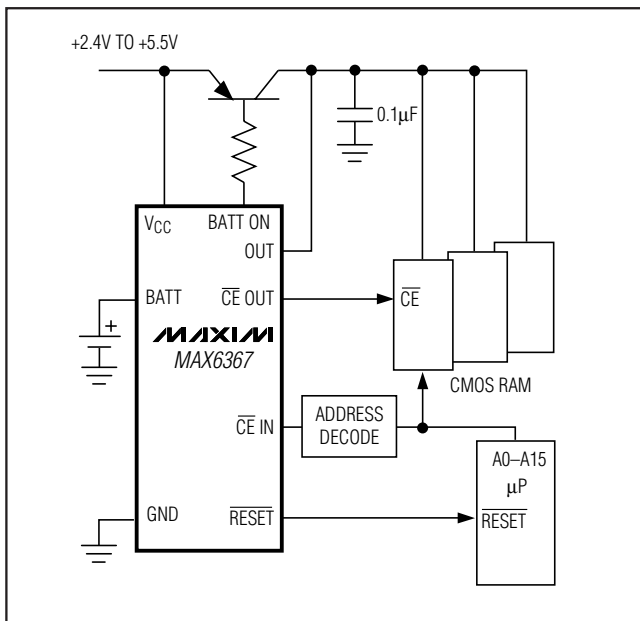 +2.4V TO +5.5V
0.1µF
VCC
BATT ON
OUT
BATT
CE OUT
CE
MAXIM
MAX6367
CMOS RAM
CE IN
ADDRESS
DECODE
A0–A15
µP
GND
RESET
RESET